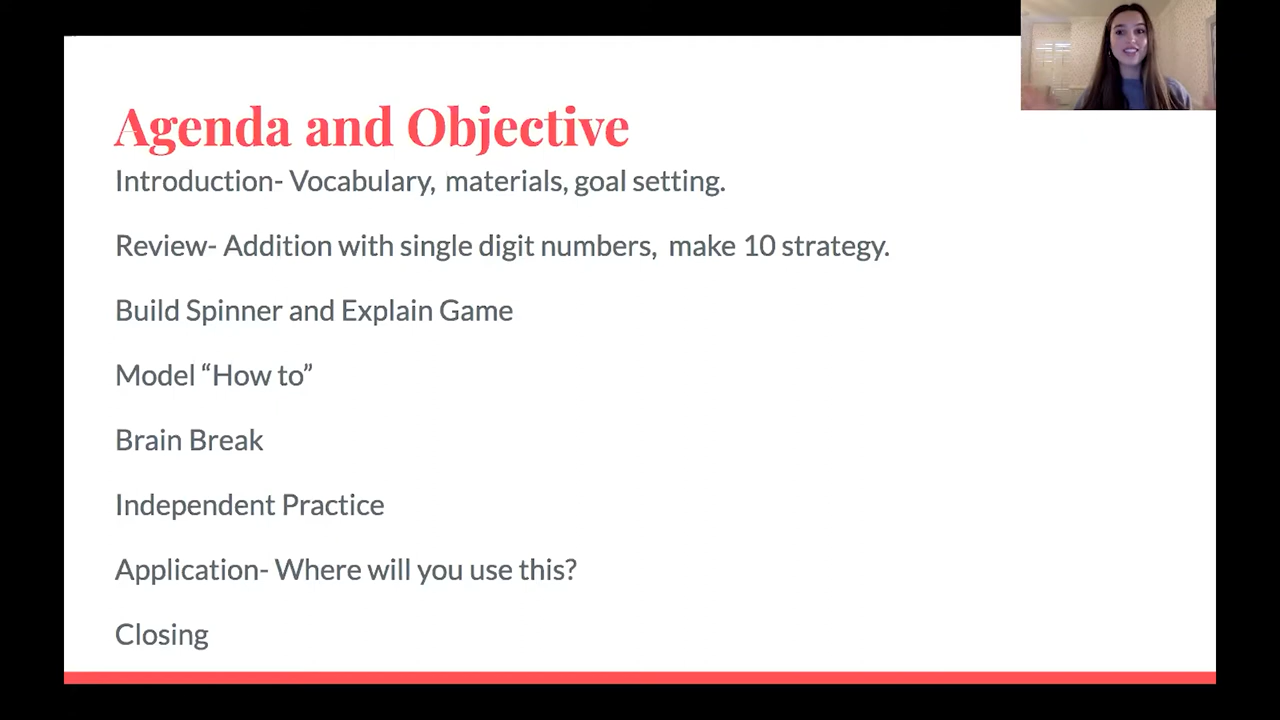 Agenda and Objective
Introduction- Vocabulary, materials, goal setting.
Review- Addition with single digit numbers, make 10 strategy.
Build Spinner and Explain Game
Model “How to”
Brain Break
Independent Practice
Application- Where will you use this?
Closing